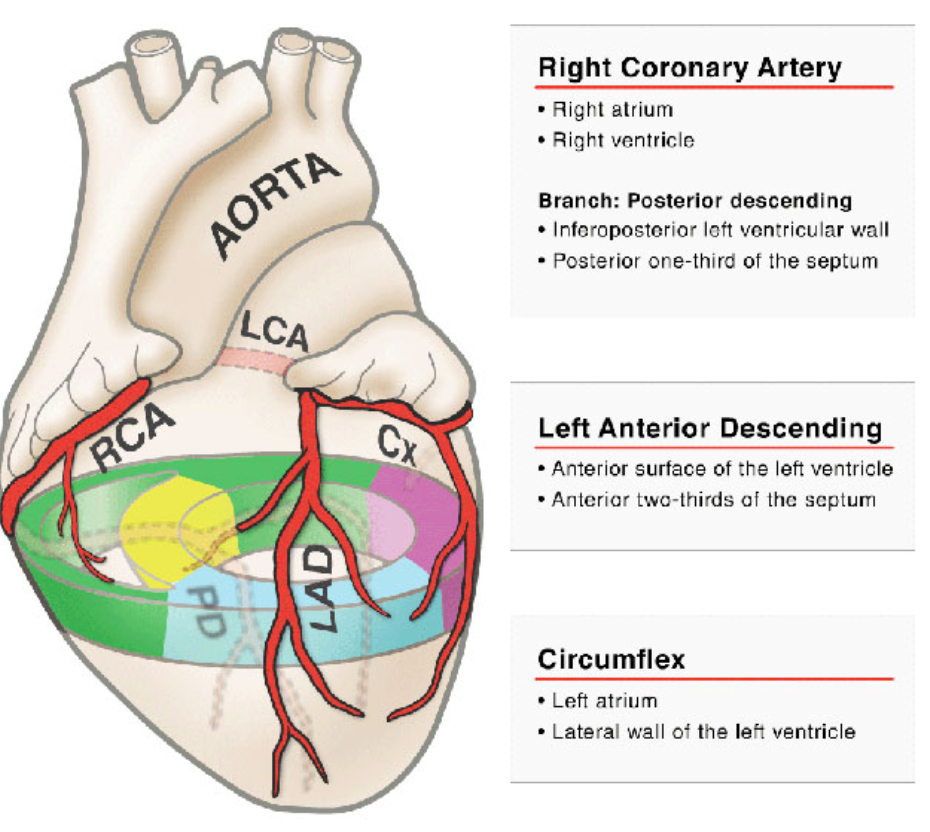 AORTA
LCA
RCA
Cx
LAD
PD
Right Coronary Artery
• Right atrium
• Right ventricle
Branch: Posterior descending
• Inferoposterior left ventricular wall
• Posterior one-third of the septum
Left Anterior Descending
• Anterior surface of the left ventricle
• Anterior two-thirds of the septum
Circumflex
• Left atrium
• Lateral wall of the left ventricle